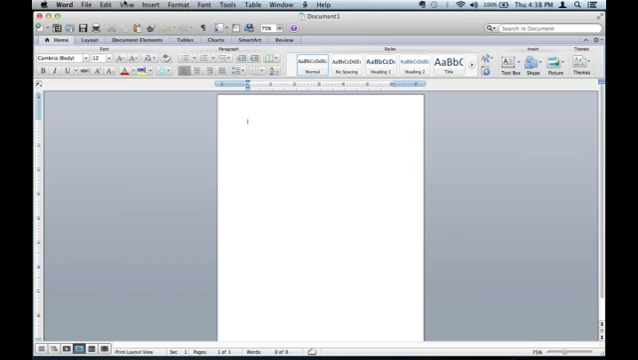 Word File Edit View Insert Format Font Tools Table Window Help 100% Thu 4:38 PM
Document1
75% Search in Document
Home Layout Document Elements Tables Charts SmartArt Review
Font Paragraph Styles Insert Themes
Cambria (Body) 12 AaBbCcDdEe AaBbCcDdEe AaBbCcDc AaBbCcDdEe AaBbC
B I U Normal No Spacing Heading 1 Heading 2 Title Text Box Shape Picture Themes
Print Layout View Sec 1 Pages: 1 of 1 Words: 0 of 0 75%